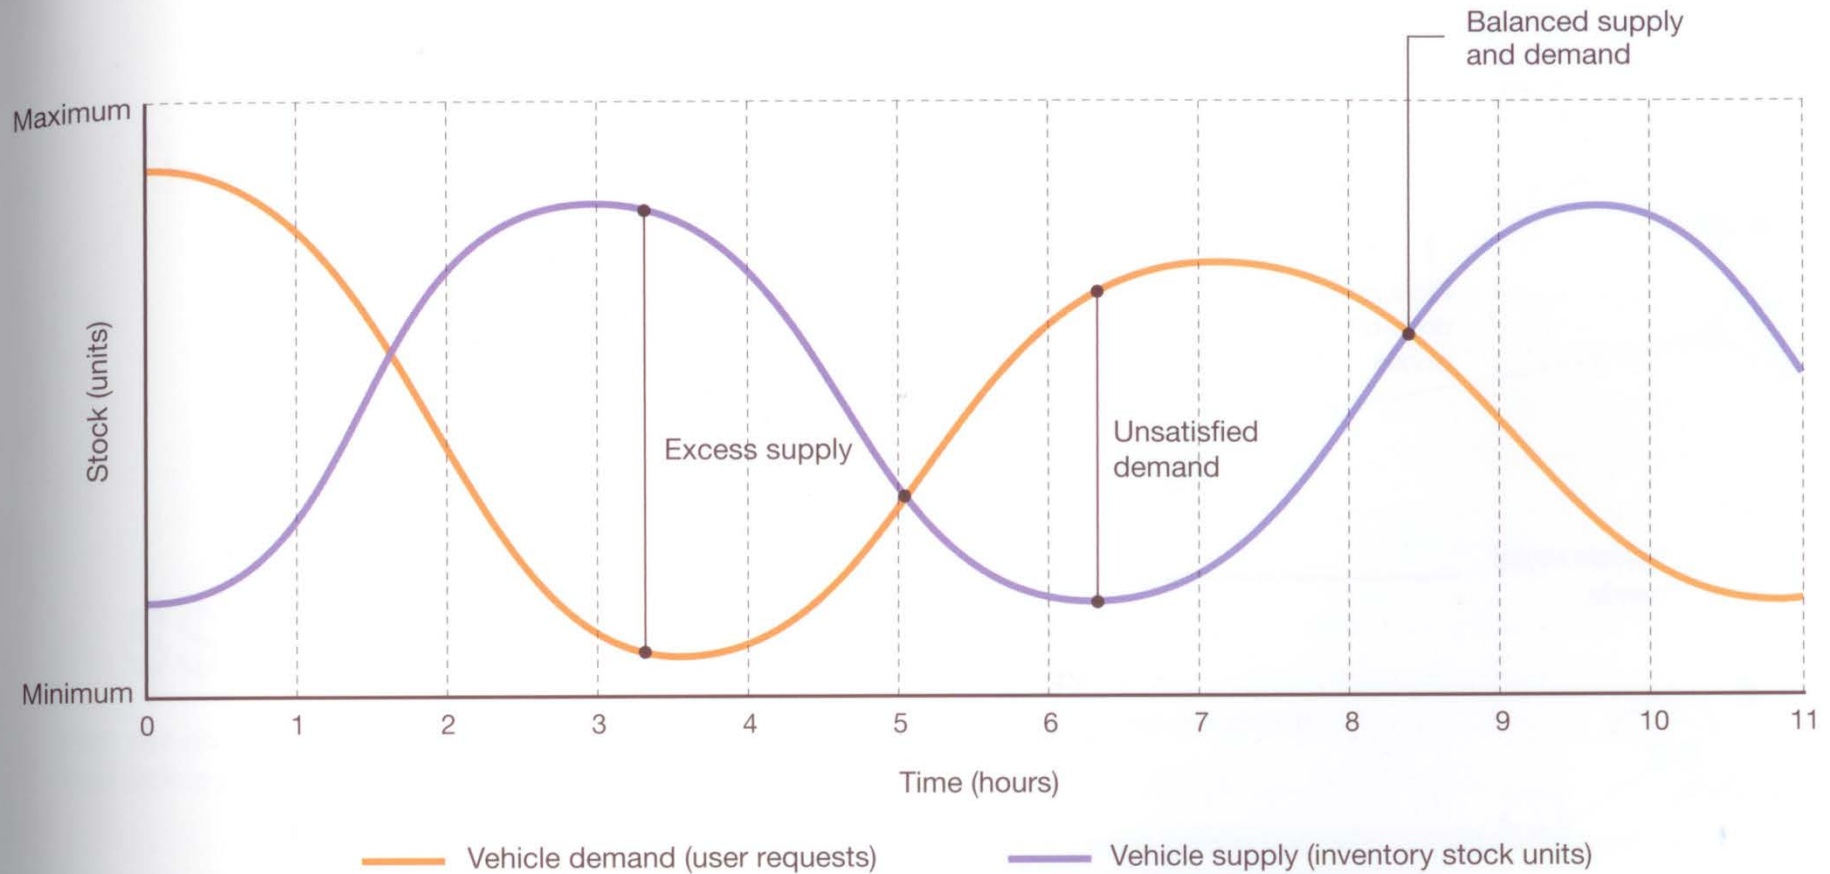 Balanced supply
and demand
Maximum
Stock (units)
Excess supply
Unsatisfied
demand
Minimum
0 1 2 3 4 5 6 7 8 9 10 11
Time (hours)
Vehicle demand (user requests) Vehicle supply (inventory stock units)